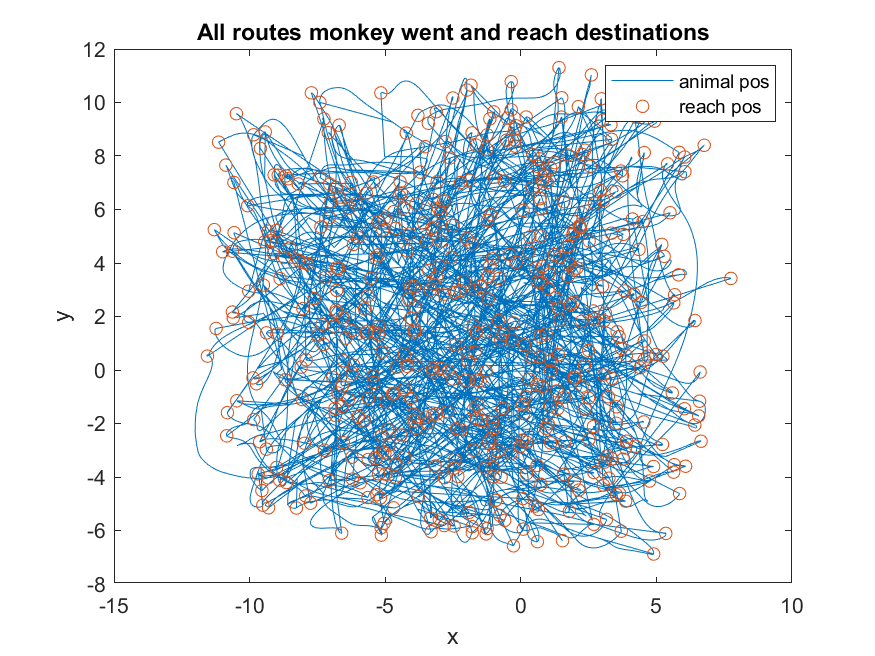 All routes monkey went and reach destinations
12
10
8
6
4
2
0
-2
-4
-6
-8
y
animal pos
reach pos
-15 -10 -5 0 5 10
x